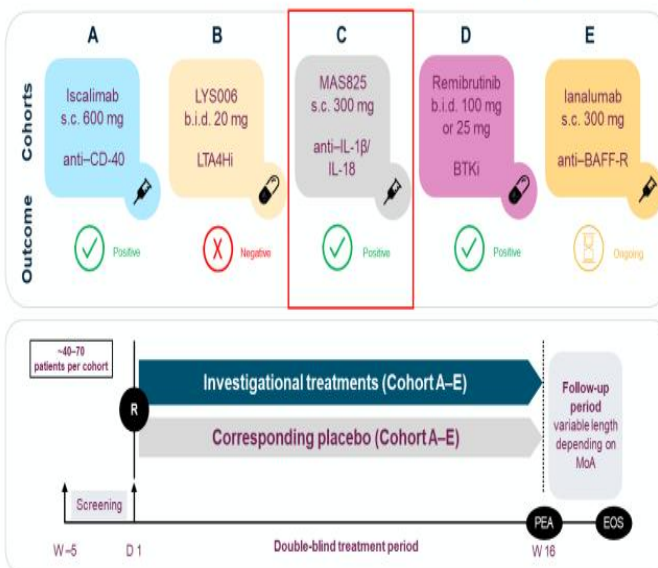 A
B
C
D
E
Cohorts
Iscalimab
s.c. 600 mg
anti–CD-40
LYS006
b.i.d. 20 mg
LTA4Hi
MAS825
s.c. 300 mg
anti–IL-1β/
IL-18
Remibrutinib
b.i.d. 100 mg
or 25 mg
BTKi
Ianalumab
s.c. 300 mg
anti–BAFF-R
Outcome
Positive
Negative
Positive
Positive
Ongoing
~40–70
patients per cohort
R
Investigational treatments (Cohort A–E)
Corresponding placebo (Cohort A–E)
Follow-up
period
variable length
depending on
MoA
Screening
PEA
EOS
W –5
D 1
Double-blind treatment period
W 16